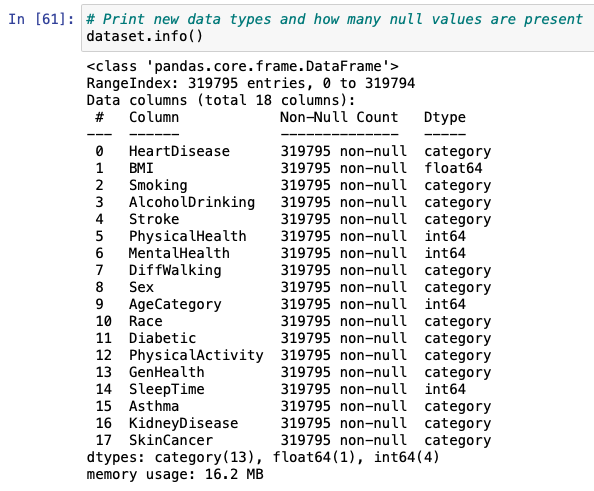 In [61]: # Print new data types and how many null values are present
dataset.info()
<class 'pandas.core.frame.DataFrame'>
RangeIndex: 319795 entries, 0 to 319794
Data columns (total 18 columns):
 #   Column            Non-Null Count   Dtype
---  ------            --------------   -----
 0   HeartDisease      319795 non-null  category
 1   BMI               319795 non-null  float64
 2   Smoking           319795 non-null  category
 3   AlcoholDrinking   319795 non-null  category
 4   Stroke            319795 non-null  category
 5   PhysicalHealth    319795 non-null  int64
 6   MentalHealth      319795 non-null  int64
 7   DiffWalking       319795 non-null  category
 8   Sex               319795 non-null  category
 9   AgeCategory       319795 non-null  int64
 10  Race              319795 non-null  category
 11  Diabetic          319795 non-null  category
 12  PhysicalActivity  319795 non-null  category
 13  GenHealth         319795 non-null  category
 14  SleepTime         319795 non-null  int64
 15  Asthma            319795 non-null  category
 16  KidneyDisease     319795 non-null  category
 17  SkinCancer        319795 non-null  category
dtypes: category(13), float64(1), int64(4)
memory usage: 16.2 MB